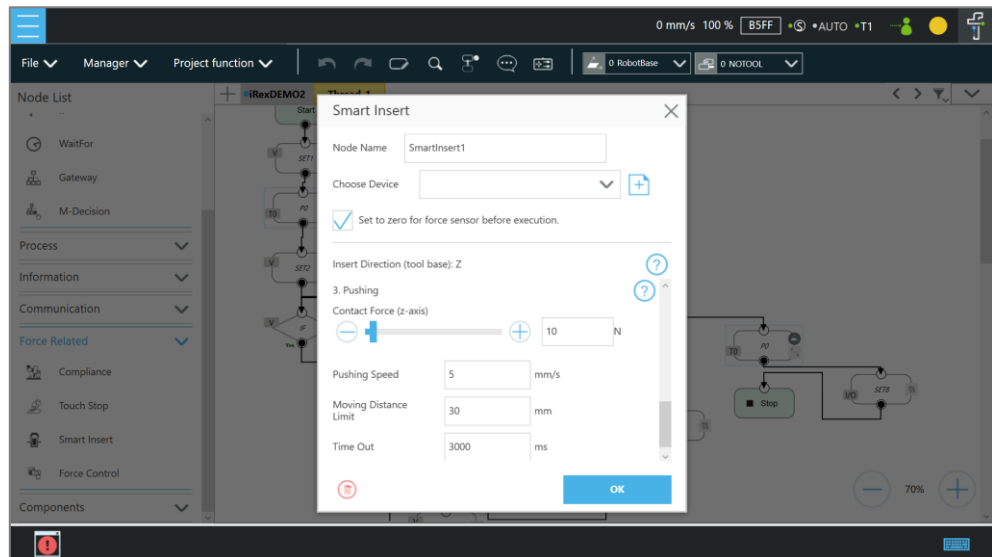 0 mm/s 100 % B5FF •Ⓢ •AUTO •T1
File Manager Project function 0 RobotBase 0 NOTOOL
Node List
iRexDEMO2 Thread_1
WaitFor
Gateway
M-Decision
Process
Information
Communication
Force Related
Compliance
Touch Stop
Smart Insert
Force Control
Components
Start
V SET1
T0 P0
V SET2
V IF
Yes
Smart Insert
Node Name SmartInsert1
Choose Device
Set to zero for force sensor before execution.
Insert Direction (tool base): Z ?
3. Pushing ?
Contact Force (z-axis)
10 N
Pushing Speed 5 mm/s
Moving Distance
Limit 30 mm
Time Out 3000 ms
OK
T0 P0
Stop
I/O SET8
70%